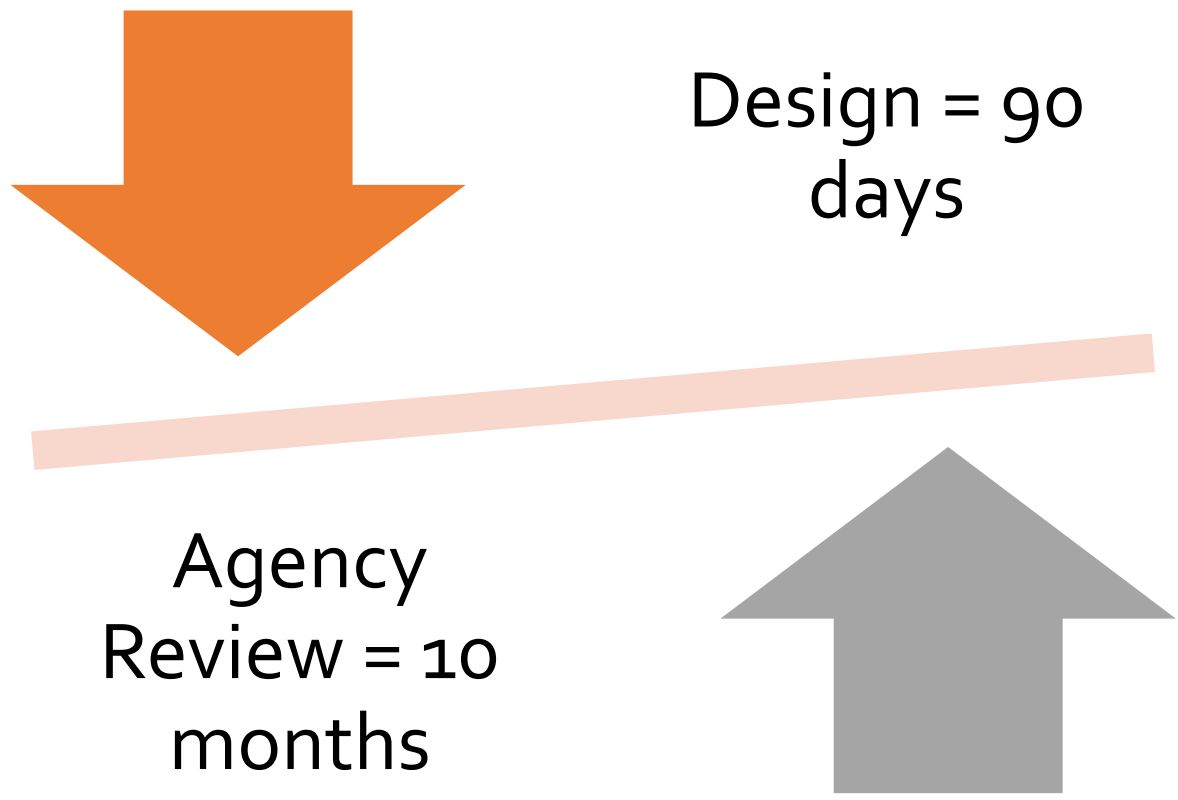 Design = 90
days
Agency
Review = 10
months